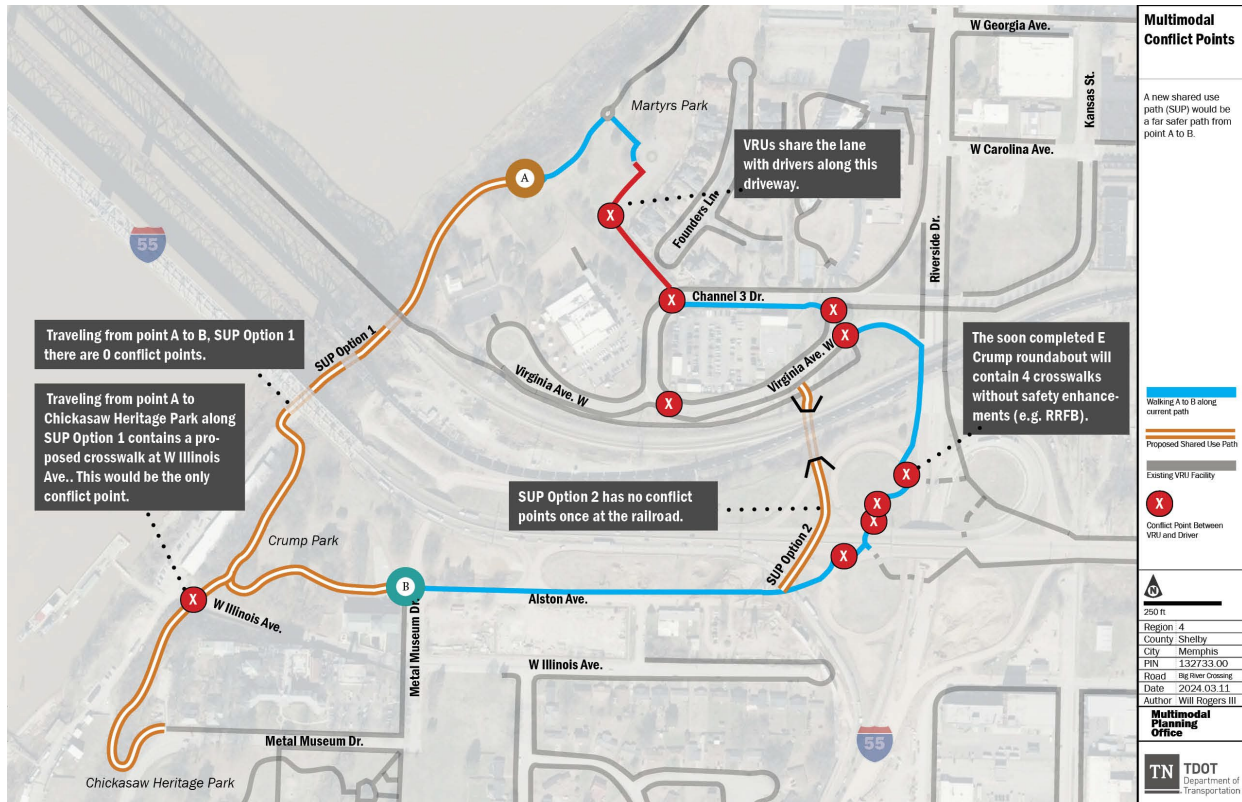 W Georgia Ave.
Kansas St.
Martyrs Park
VRUs share the lane
with drivers along this
driveway.
W Carolina Ave.
A
55
Founders Ln.
X
Riverside Dr.
X
Channel 3 Dr.
X
X
Traveling from point A to B, SUP Option 1
there are 0 conflict points.
SUP Option 1
The soon completed E
Crump roundabout will
contain 4 crosswalks
without safety enhance-
ments (e.g. RRFB).
Virginia Ave. W
Virginia Ave. W
X
Traveling from point A to
Chickasaw Heritage Park along
SUP Option 1 contains a pro-
posed crosswalk at W Illinois
Ave.. This would be the only
conflict point.
SUP Option 2 has no conflict
points once at the railroad.
X
X
X
X
SUP Option 2
Crump Park
B
X
W Illinois Ave.
Alston Ave.
Metal Museum Dr.
W Illinois Ave.
Metal Museum Dr.
55
Chickasaw Heritage Park
Multimodal
Conflict Points
A new shared use
path (SUP) would be
a far safer path from
point A to B.
Walking A to B along
current path
Proposed Shared Use Path
Existing VRU Facility
X
Conflict Point Between
VRU and Driver
N
250 ft
Region 4
County Shelby
City Memphis
PIN 132733.00
Road Big River Crossing
Date 2024.03.11
Author Will Rogers III
Multimodal
Planning
Office
TN TDOT
Department of
Transportation